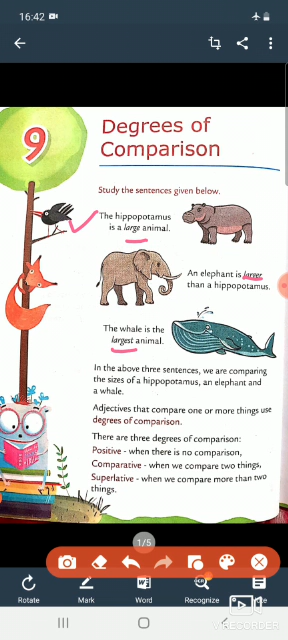 16:42
9
Degrees of
Comparison
Study the sentences given below.
The hippopotamus
is a large animal.
An elephant is larger
than a hippopotamus.
The whale is the
largest animal.
In the above three sentences, we are comparing
the sizes of a hippopotamus, an elephant and
a whale.
Adjectives that compare one or more things use
degrees of comparison.
There are three degrees of comparison:
Positive - when there is no comparison,
Comparative - when we compare two things,
Superlative - when we compare more than two
things.
1/5
Rotate
Mark
Word
Recognize
RECORDER